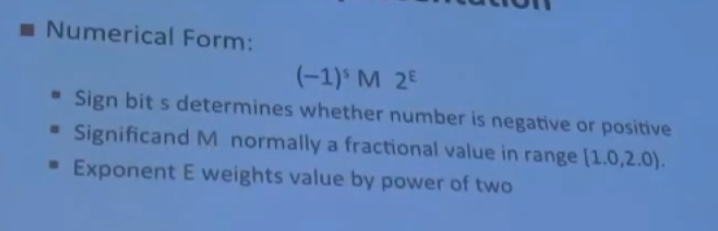 ■ Numerical Form:
(−1)ˢ M 2ᴱ
▪ Sign bit s determines whether number is negative or positive
▪ Significand M normally a fractional value in range [1.0,2.0).
▪ Exponent E weights value by power of two